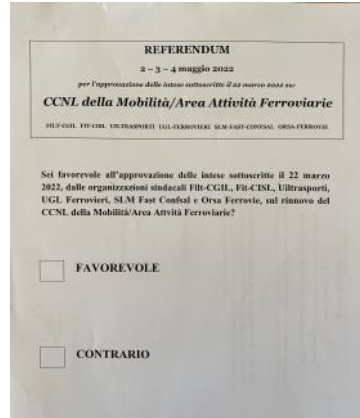 REFERENDUM
2 – 3 – 4 maggio 2022
per l'approvazione delle intese sottoscritte il 22 marzo 2022 su:
CCNL della Mobilità/Area Attività Ferroviarie
FILT-CGIL FIT-CISL UILTRASPORTI UGL-FERROVIERI SLM-FAST-CONFSAL ORSA-FERROVIE
Sei favorevole all'approvazione delle intese sottoscritte il 22 marzo
2022, dalle organizzazioni sindacali Filt-CGIL, Fit-CISL, Uiltrasporti,
UGL Ferrovieri, SLM Fast Confsal e Orsa Ferrovie, sul rinnovo del
CCNL della Mobilità/Area Attvità Ferroviarie?
FAVOREVOLE
CONTRARIO